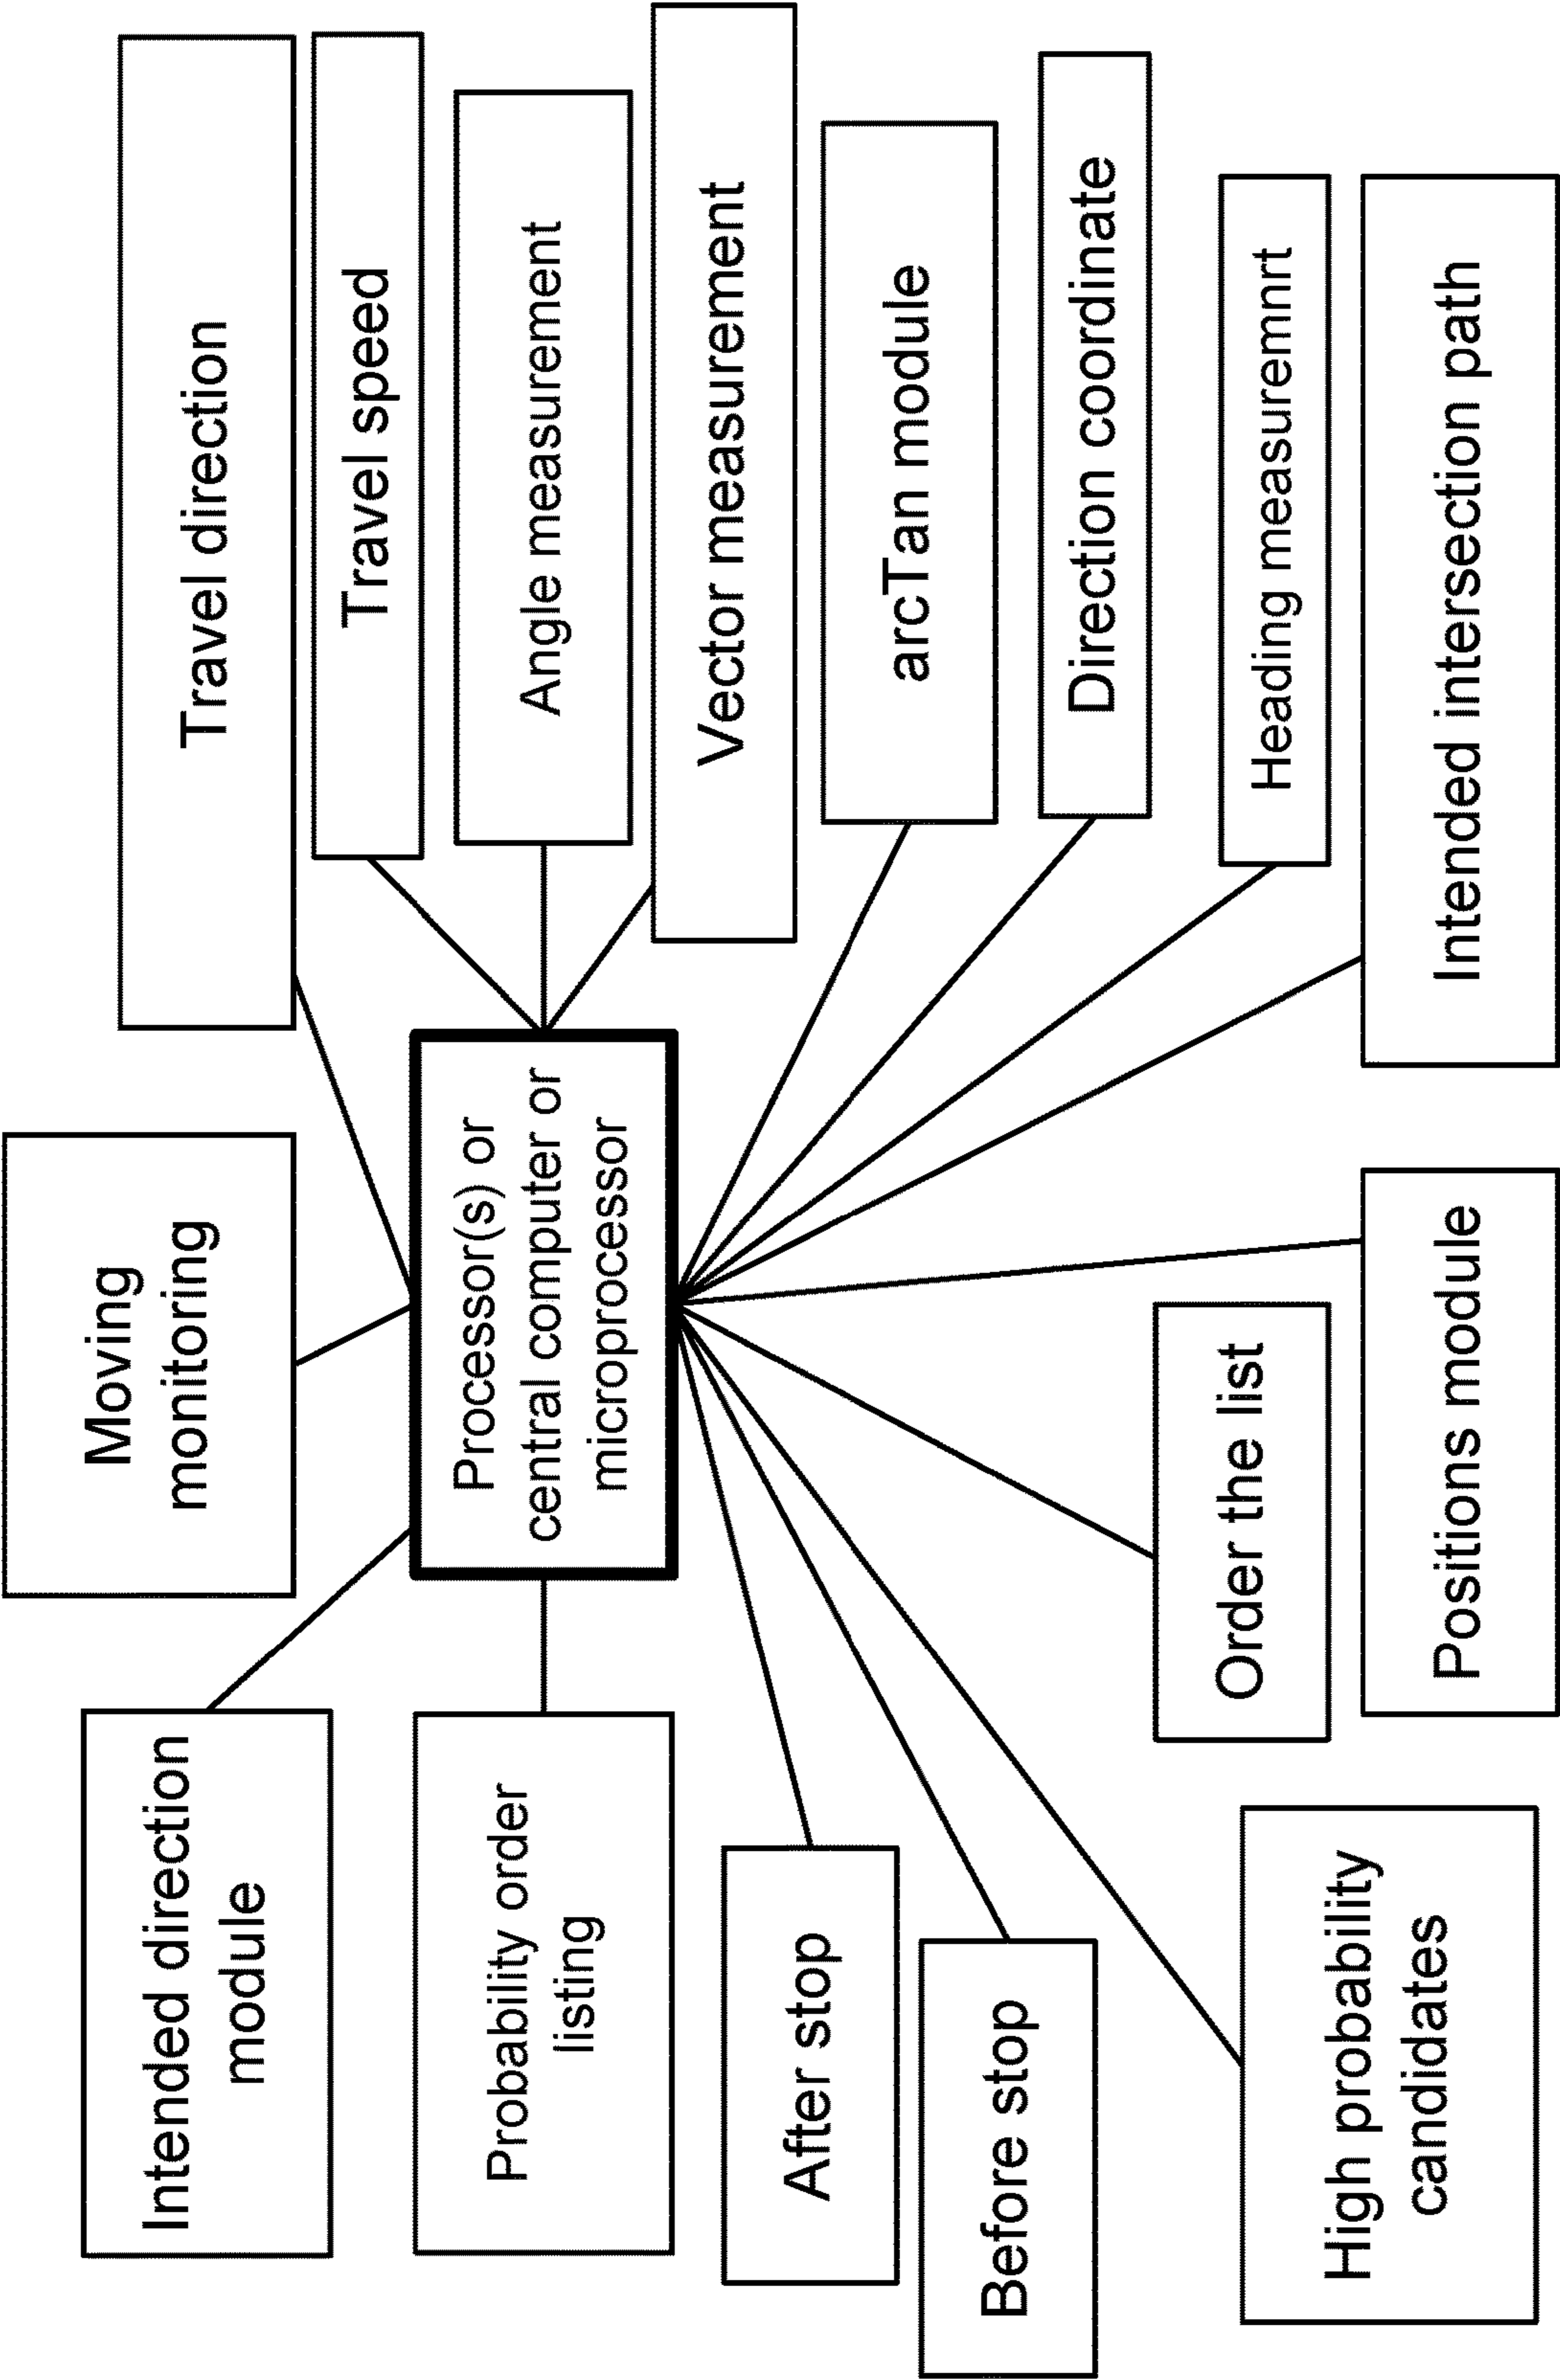 Intended direction
module
Moving
monitoring
Travel direction
Travel speed
Probability order
listing
Processor(s) or
central computer or
microprocessor
Angle measurement
Vector measurement
After stop
arcTan module
Before stop
Direction coordinate
Order the list
Heading measuremnrt
High probability
candidates
Positions module
Intended intersection path